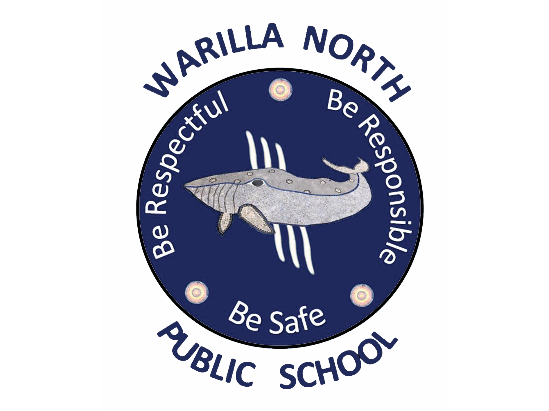 WARILLA NORTH
Be Respectful
Be Responsible
Be Safe
PUBLIC SCHOOL